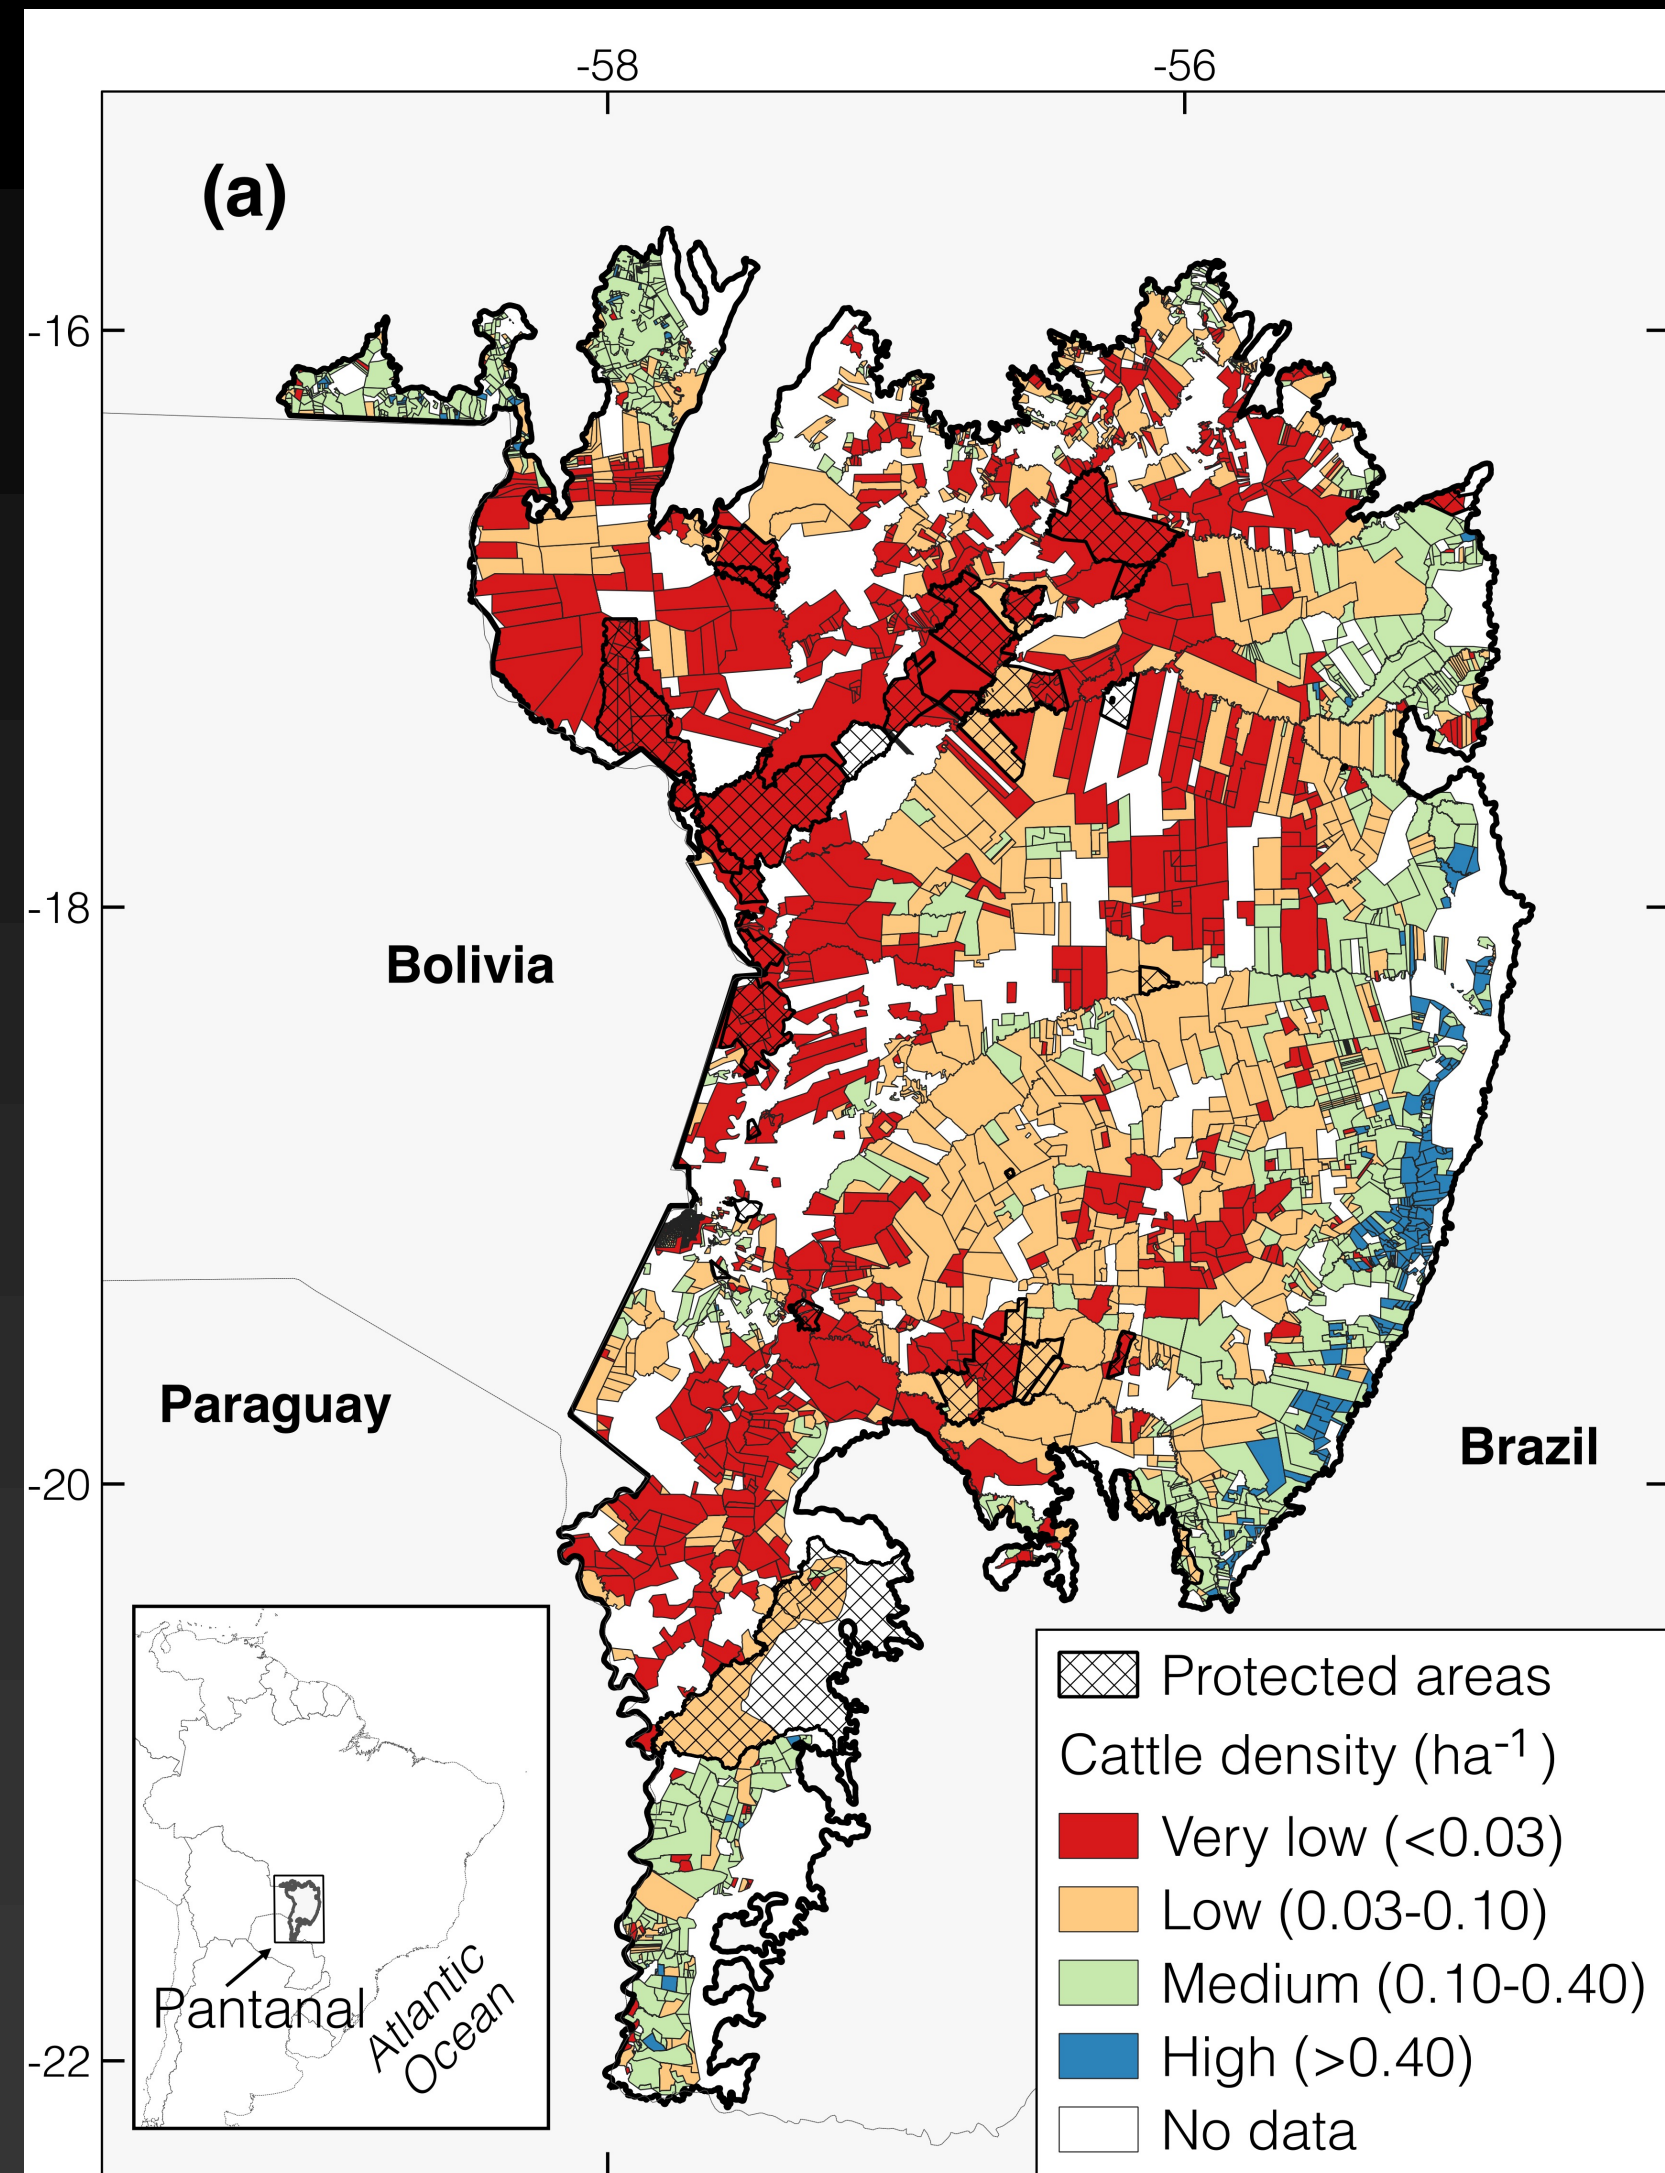 -58
-56
(a)
-16
-18
Bolivia
Paraguay
Brazil
-20
Protected areas
Cattle density (ha⁻¹)
Very low (<0.03)
Low (0.03-0.10)
Medium (0.10-0.40)
High (>0.40)
No data
Pantanal
Atlantic
Ocean
-22